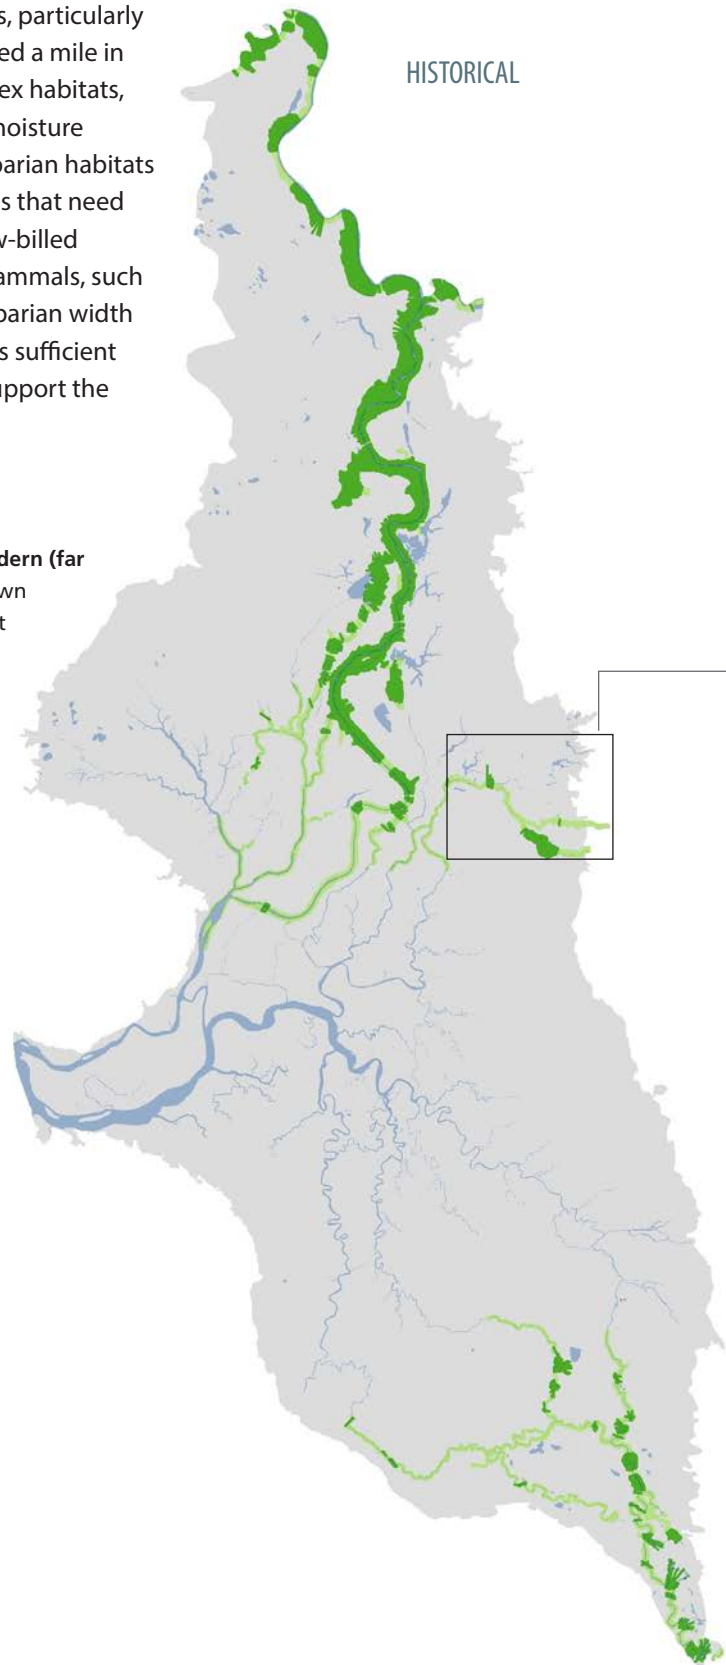 s, particularly
ed a mile in
ex habitats,
moisture
parian habitats
s that need
w-billed
ammals, such
parian width
s sufficient
upport the
HISTORICAL
dern (far
wn
t